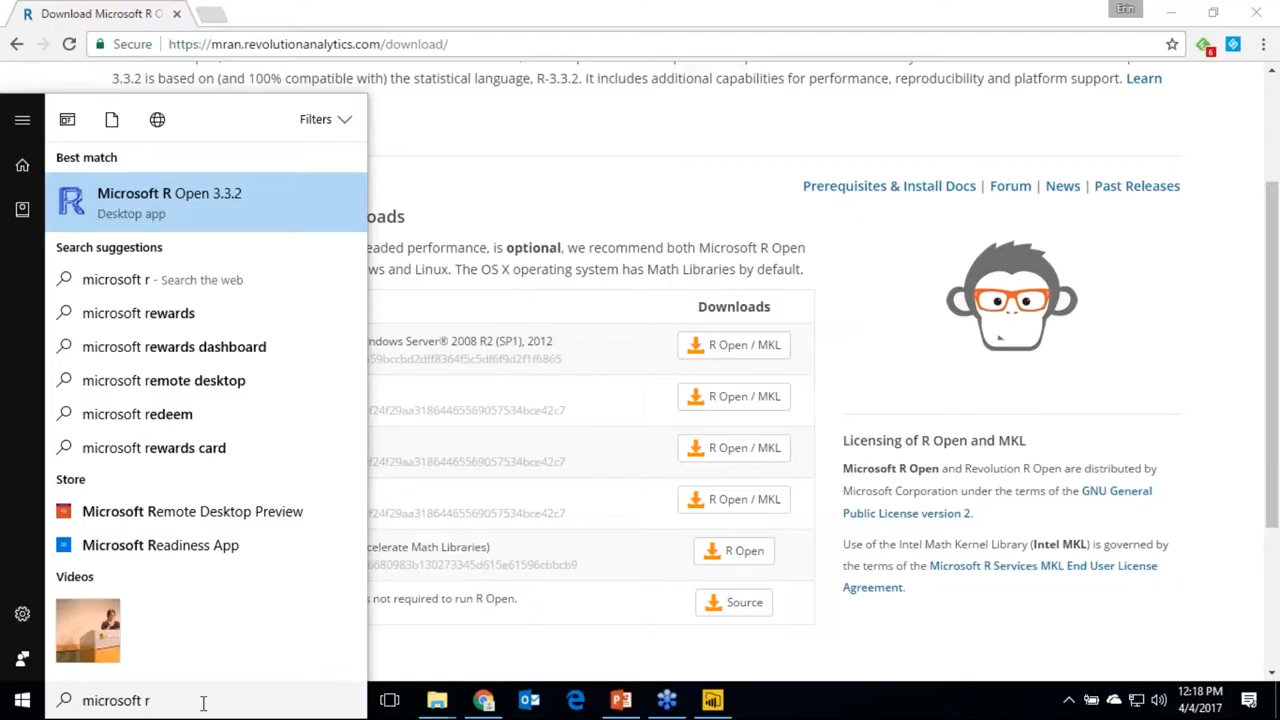 Download Microsoft R O
Erin
Secure
https://mran.revolutionanalytics.com/download/
6
3.3.2 is based on (and 100% compatible with) the statistical language, R-3.3.2. It includes additional capabilities for performance, reproducibility and platform support. Learn
Filters
Best match
Microsoft R Open 3.3.2
Desktop app
Search suggestions
microsoft r - Search the web
microsoft rewards
microsoft rewards dashboard
microsoft remote desktop
microsoft redeem
microsoft rewards card
Store
Microsoft Remote Desktop Preview
Microsoft Readiness App
Videos
microsoft r
Prerequisites & Install Docs | Forum | News | Past Releases
oads
eaded performance, is optional, we recommend both Microsoft R Open
ws and Linux. The OS X operating system has Math Libraries by default.
Downloads
ndows Server® 2008 R2 (SP1), 2012
59bccbd2dff8364f5c5df6f9d2f1f6865
R Open / MKL
f24f29aa31864465569057534bce42c7
R Open / MKL
f24f29aa31864465569057534bce42c7
R Open / MKL
f24f29aa31864465569057534bce42c7
R Open / MKL
celerate Math Libraries)
6680983b130273345d615e61596cbbcb9
R Open
s not required to run R Open.
Source
Licensing of R Open and MKL
Microsoft R Open and Revolution R Open are distributed by
Microsoft Corporation under the terms of the GNU General
Public License version 2.
Use of the Intel Math Kernel Library (Intel MKL) is governed by
the terms of the Microsoft R Services MKL End User License
Agreement.
12:18 PM
4/4/2017